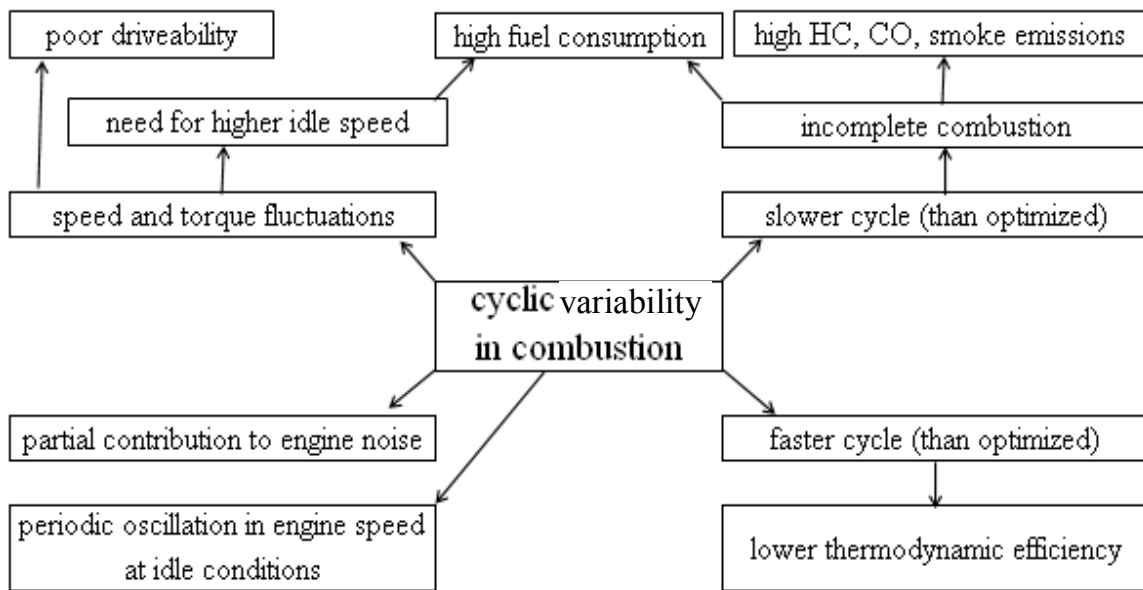 poor driveability
high fuel consumption
high HC, CO, smoke emissions
need for higher idle speed
incomplete combustion
speed and torque fluctuations
slower cycle (than optimized)
cyclic variability
in combustion
partial contribution to engine noise
faster cycle (than optimized)
periodic oscillation in engine speed
at idle conditions
lower thermodynamic efficiency